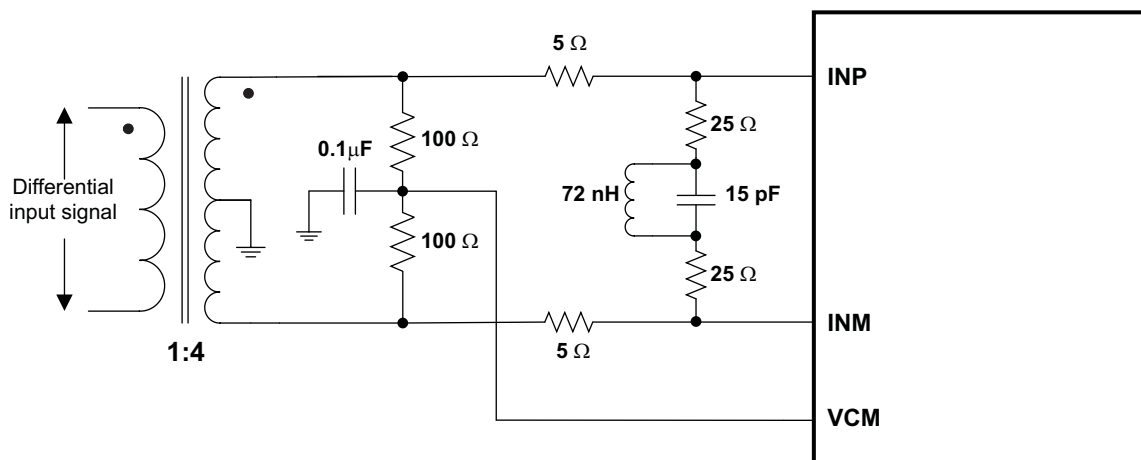 5 Ω
INP
25 Ω
100 Ω
0.1μF
72 nH
15 pF
Differential
input signal
100 Ω
25 Ω
INM
5 Ω
1:4
VCM